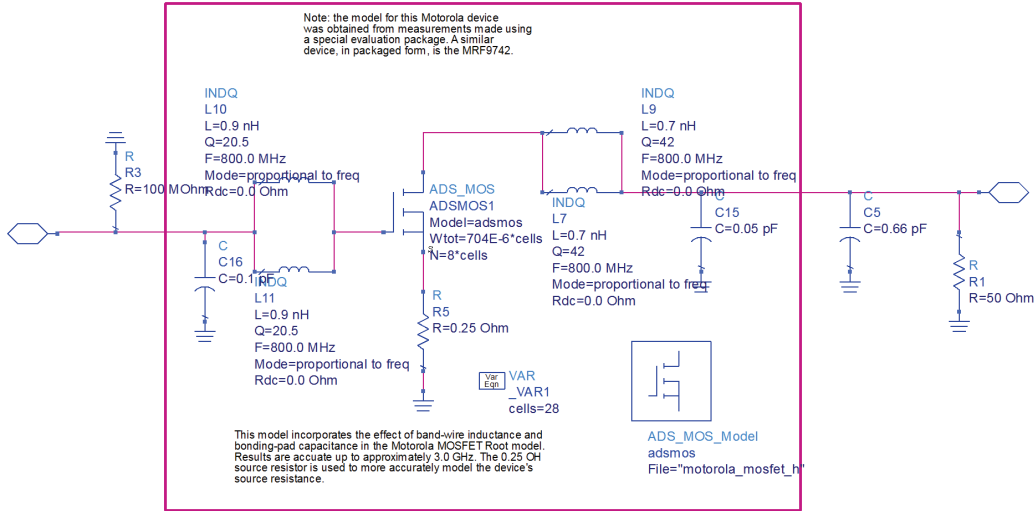 Note: the model for this Motorola device
was obtained from measurements made using
a special evaluation package. A similar
device, in packaged form, is the MRF9742.
INDQ
L10
L=0.9 nH
Q=20.5
F=800.0 MHz
Mode=proportional to freq
Rdc=0.0 Ohm
INDQ
L9
L=0.7 nH
Q=42
F=800.0 MHz
Mode=proportional to freq
Rdc=0.0 Ohm
R
R3
R=100 MOhm
ADS_MOS
ADSMOS1
Model=adsmos
Wtot=704E-6*cells
N=8*cells
INDQ
L7
L=0.7 nH
Q=42
F=800.0 MHz
Mode=proportional to freq
Rdc=0.0 Ohm
C
C15
C=0.05 pF
C
C5
C=0.66 pF
C
C16
C=0.1 pF
INDQ
L11
L=0.9 nH
Q=20.5
F=800.0 MHz
Mode=proportional to freq
Rdc=0.0 Ohm
R
R5
R=0.25 Ohm
R
R1
R=50 Ohm
Var
Eqn
VAR
_VAR1
cells=28
This model incorporates the effect of band-wire inductance and
bonding-pad capacitance in the Motorola MOSFET Root model.
Results are accuate up to approximately 3.0 GHz. The 0.25 OH
source resistor is used to more accurately model the device's
source resistance.
ADS_MOS_Model
adsmos
File="motorola_mosfet_h"